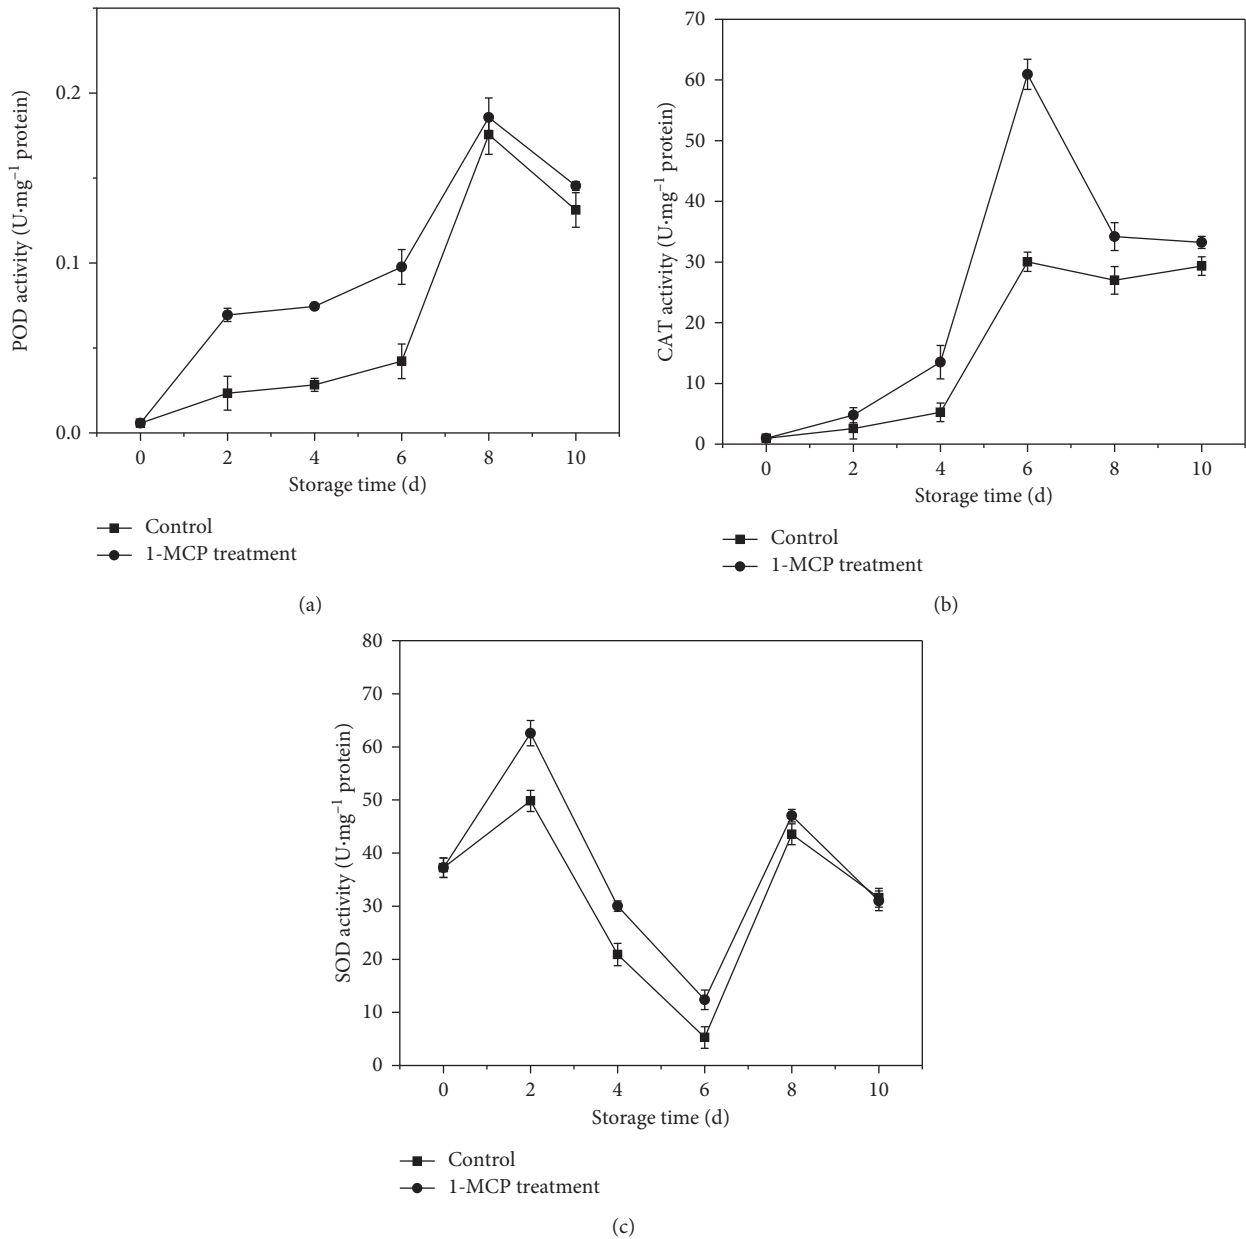 POD activity (U·mg⁻¹ protein)
0.2
0.1
0.0
0 2 4 6 8 10
Storage time (d)
Control
1-MCP treatment
(a)
CAT activity (U·mg⁻¹ protein)
70
60
50
40
30
20
10
0
0 2 4 6 8 10
Storage time (d)
Control
1-MCP treatment
(b)
SOD activity (U·mg⁻¹ protein)
80
70
60
50
40
30
20
10
0
0 2 4 6 8 10
Storage time (d)
Control
1-MCP treatment
(c)